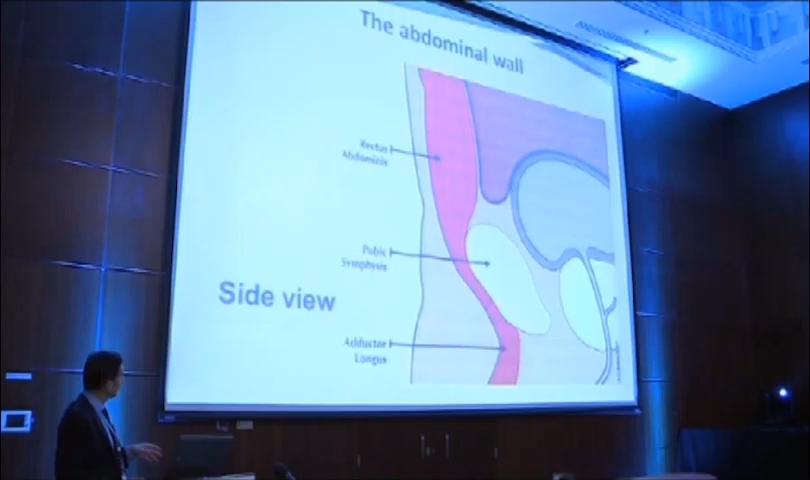 The abdominal wall
Rectus
Abdominis
Pubic
Symphysis
Side view
Adductor
Longus